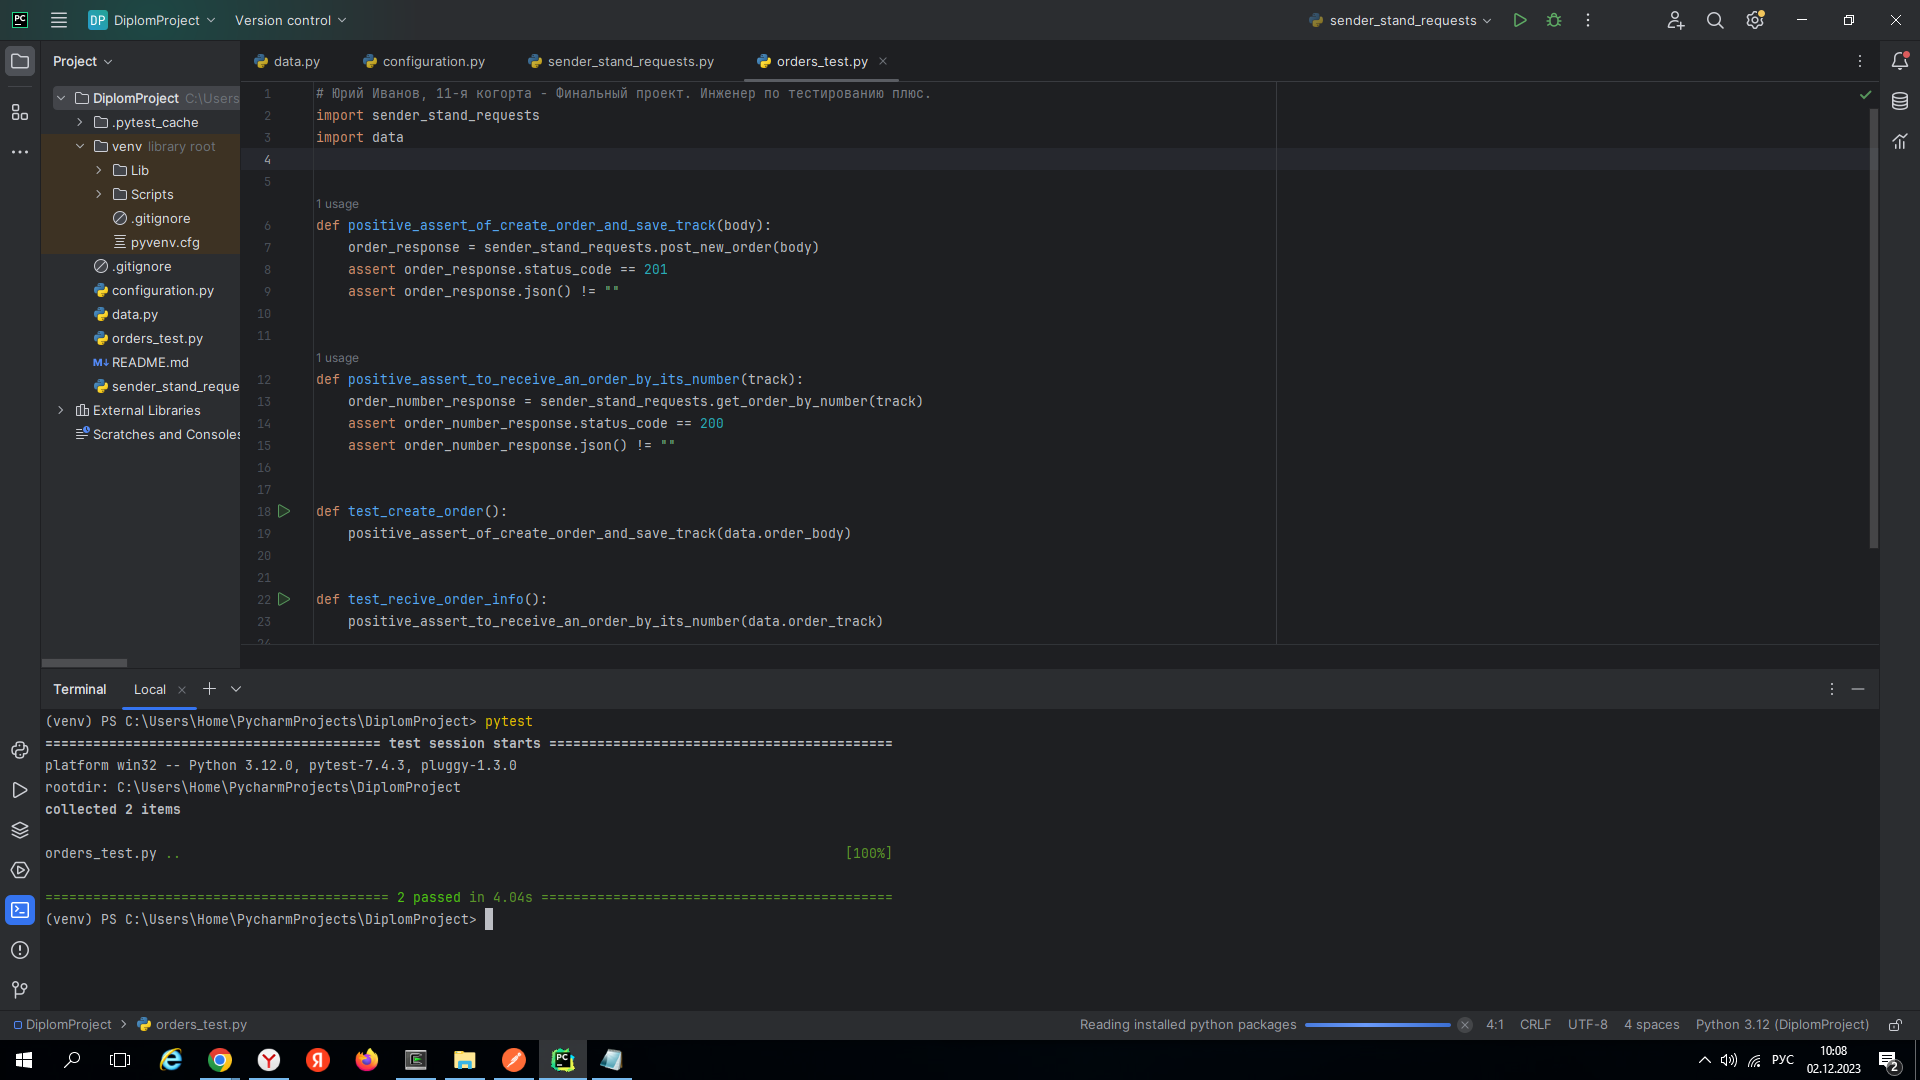 PC DP DiplomProject Version control sender_stand_requests
Project data.py configuration.py sender_stand_requests.py orders_test.py
DiplomProject C:\Users
.pytest_cache
venv library root
Lib
Scripts
.gitignore
pyvenv.cfg
.gitignore
configuration.py
data.py
orders_test.py
M↓ README.md
sender_stand_reque
External Libraries
Scratches and Consoles
1 # Юрий Иванов, 11-я когорта - Финальный проект. Инженер по тестированию плюс.
2 import sender_stand_requests
3 import data
4
5
1 usage
6 def positive_assert_of_create_order_and_save_track(body):
7 order_response = sender_stand_requests.post_new_order(body)
8 assert order_response.status_code == 201
9 assert order_response.json() != ""
10
11
1 usage
12 def positive_assert_to_receive_an_order_by_its_number(track):
13 order_number_response = sender_stand_requests.get_order_by_number(track)
14 assert order_number_response.status_code == 200
15 assert order_number_response.json() != ""
16
17
18 def test_create_order():
19 positive_assert_of_create_order_and_save_track(data.order_body)
20
21
22 def test_recive_order_info():
23 positive_assert_to_receive_an_order_by_its_number(data.order_track)
24
Terminal Local
(venv) PS C:\Users\Home\PycharmProjects\DiplomProject> pytest
========================================== test session starts ===========================================
platform win32 -- Python 3.12.0, pytest-7.4.3, pluggy-1.3.0
rootdir: C:\Users\Home\PycharmProjects\DiplomProject
collected 2 items
orders_test.py .. [100%]
=========================================== 2 passed in 4.04s ============================================
(venv) PS C:\Users\Home\PycharmProjects\DiplomProject>
DiplomProject > orders_test.py Reading installed python packages 4:1 CRLF UTF-8 4 spaces Python 3.12 (DiplomProject)
РУС 10:08
02.12.2023 2